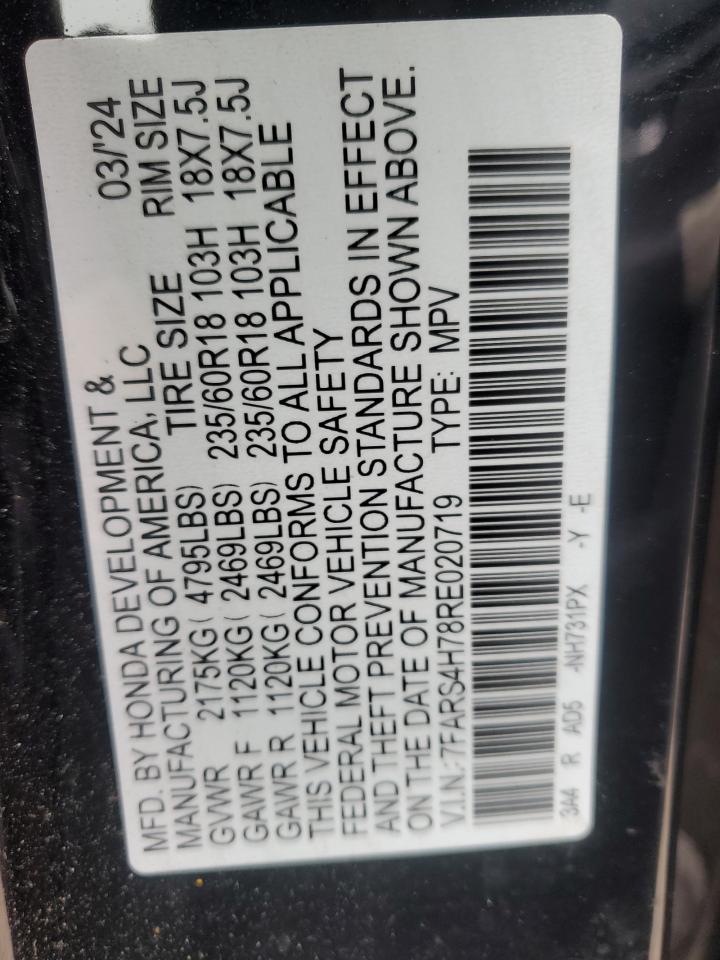 MFD. BY HONDA DEVELOPMENT & 03/'24
MANUFACTURING OF AMERICA, LLC
TIRE SIZE RIM SIZE
GVWR 2175KG ( 4795LBS)
GAWR F 1120KG ( 2469LBS) 235/60R18 103H 18X7.5J
GAWR R 1120KG ( 2469LBS) 235/60R18 103H 18X7.5J
THIS VEHICLE CONFORMS TO ALL APPLICABLE
FEDERAL MOTOR VEHICLE SAFETY
AND THEFT PREVENTION STANDARDS IN EFFECT
ON THE DATE OF MANUFACTURE SHOWN ABOVE.
V.I.N.: 7FARS4H78RE020719 TYPE: MPV
3A4 R AD5 -NH731PX -Y -E